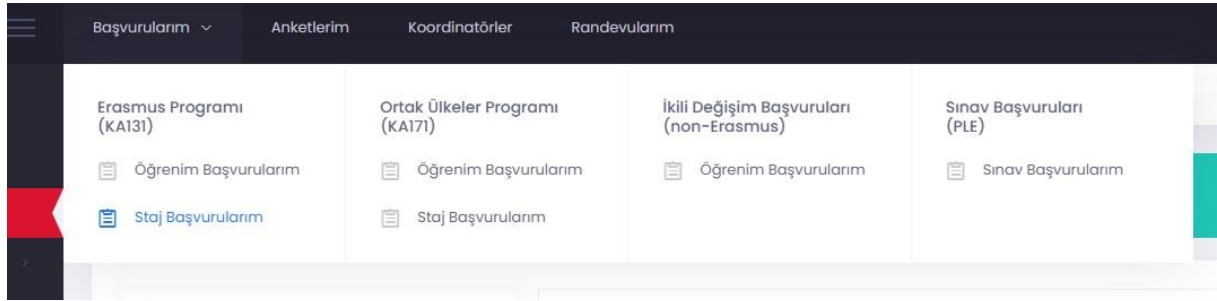 Başvurularım
Anketlerim
Koordinatörler
Randevularım
Erasmus Programı
(KA131)
Öğrenim Başvurularım
Staj Başvurularım
Ortak Ülkeler Programı
(KA171)
Öğrenim Başvurularım
Staj Başvurularım
İkili Değişim Başvuruları
(non-Erasmus)
Öğrenim Başvurularım
Sınav Başvuruları
(PLE)
Sınav Başvurularım